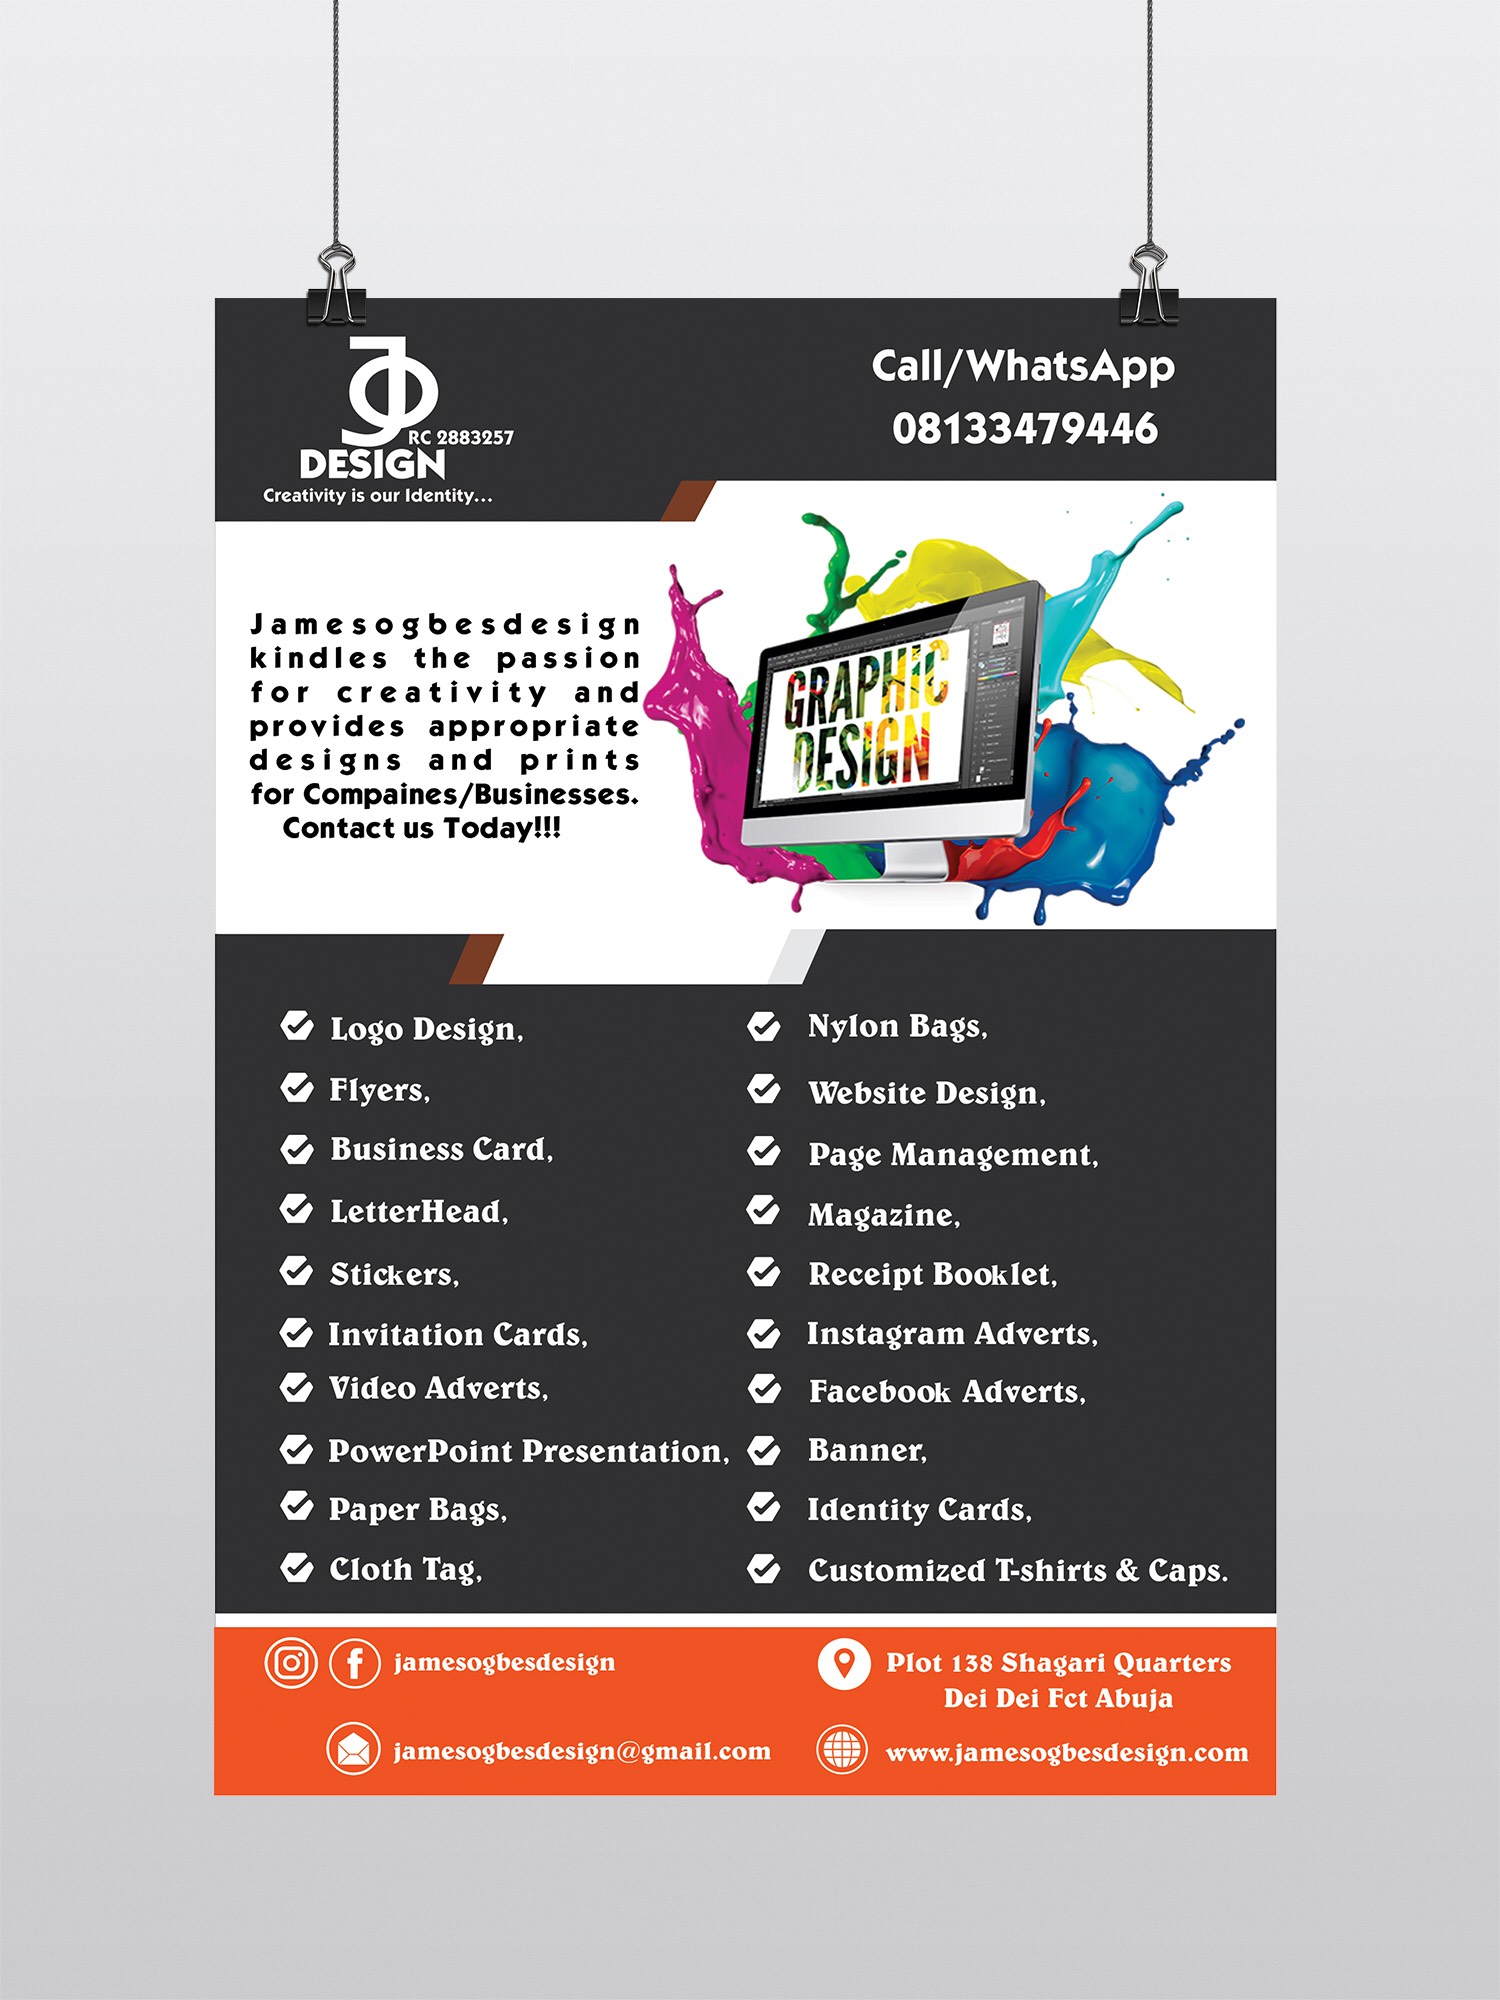 JO
RC 2883257
DESIGN
Creativity is our Identity...
Call/WhatsApp
08133479446
Jamesogbesdesign
kindles the passion
for creativity and
provides appropriate
designs and prints
for Compaines/Businesses.
Contact us Today!!!
GRAPHIC
DESIGN
Logo Design,
Flyers,
Business Card,
LetterHead,
Stickers,
Invitation Cards,
Video Adverts,
PowerPoint Presentation,
Paper Bags,
Cloth Tag,
Nylon Bags,
Website Design,
Page Management,
Magazine,
Receipt Booklet,
Instagram Adverts,
Facebook Adverts,
Banner,
Identity Cards,
Customized T-shirts & Caps.
jamesogbesdesign
jamesogbesdesign@gmail.com
Plot 138 Shagari Quarters
Dei Dei Fct Abuja
www.jamesogbesdesign.com